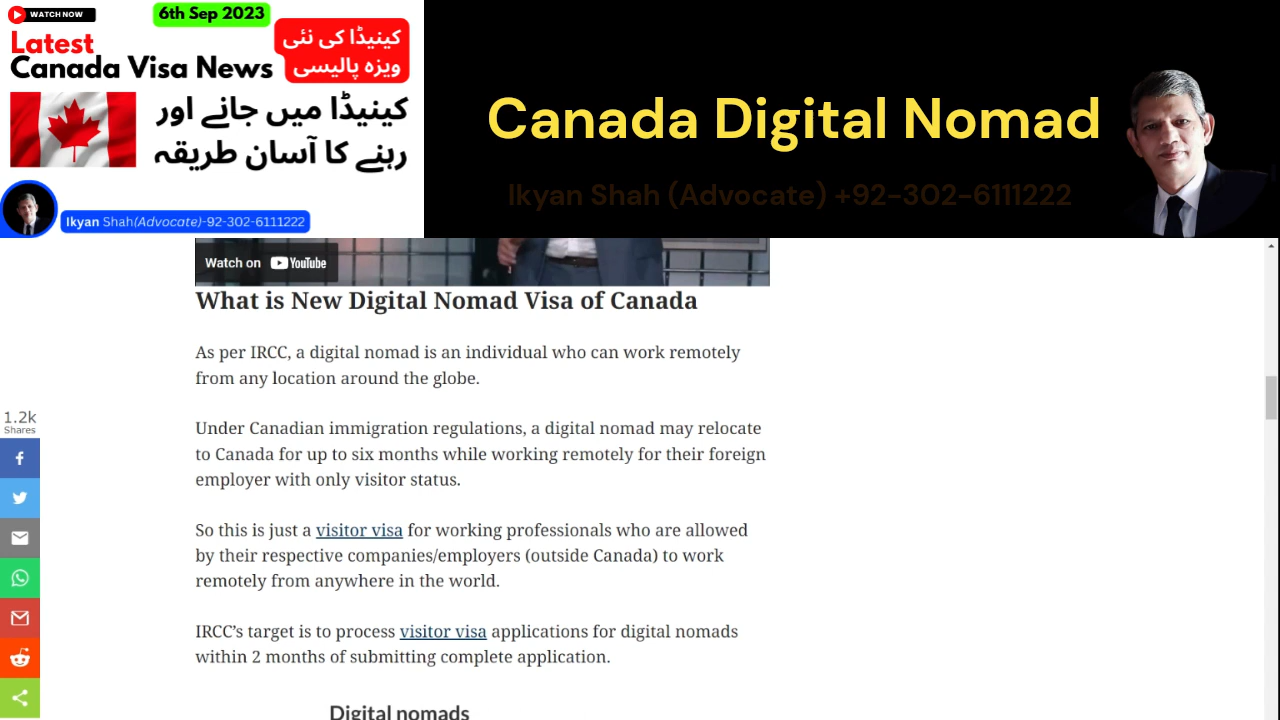 WATCH NOW
6th Sep 2023
Latest
Canada Visa News
کینیڈا کی نئی
ویزہ پالیسی
کینیڈا میں جانے اور
رہنے کا آسان طریقہ
Ikyan Shah(Advocate)-92-302-6111222
Canada Digital Nomad
Ikyan Shah (Advocate) +92-302-6111222
Watch on YouTube
What is New Digital Nomad Visa of Canada
As per IRCC, a digital nomad is an individual who can work remotely
from any location around the globe.
Under Canadian immigration regulations, a digital nomad may relocate
to Canada for up to six months while working remotely for their foreign
employer with only visitor status.
So this is just a visitor visa for working professionals who are allowed
by their respective companies/employers (outside Canada) to work
remotely from anywhere in the world.
IRCC's target is to process visitor visa applications for digital nomads
within 2 months of submitting complete application.
Digital nomads
1.2k
Shares